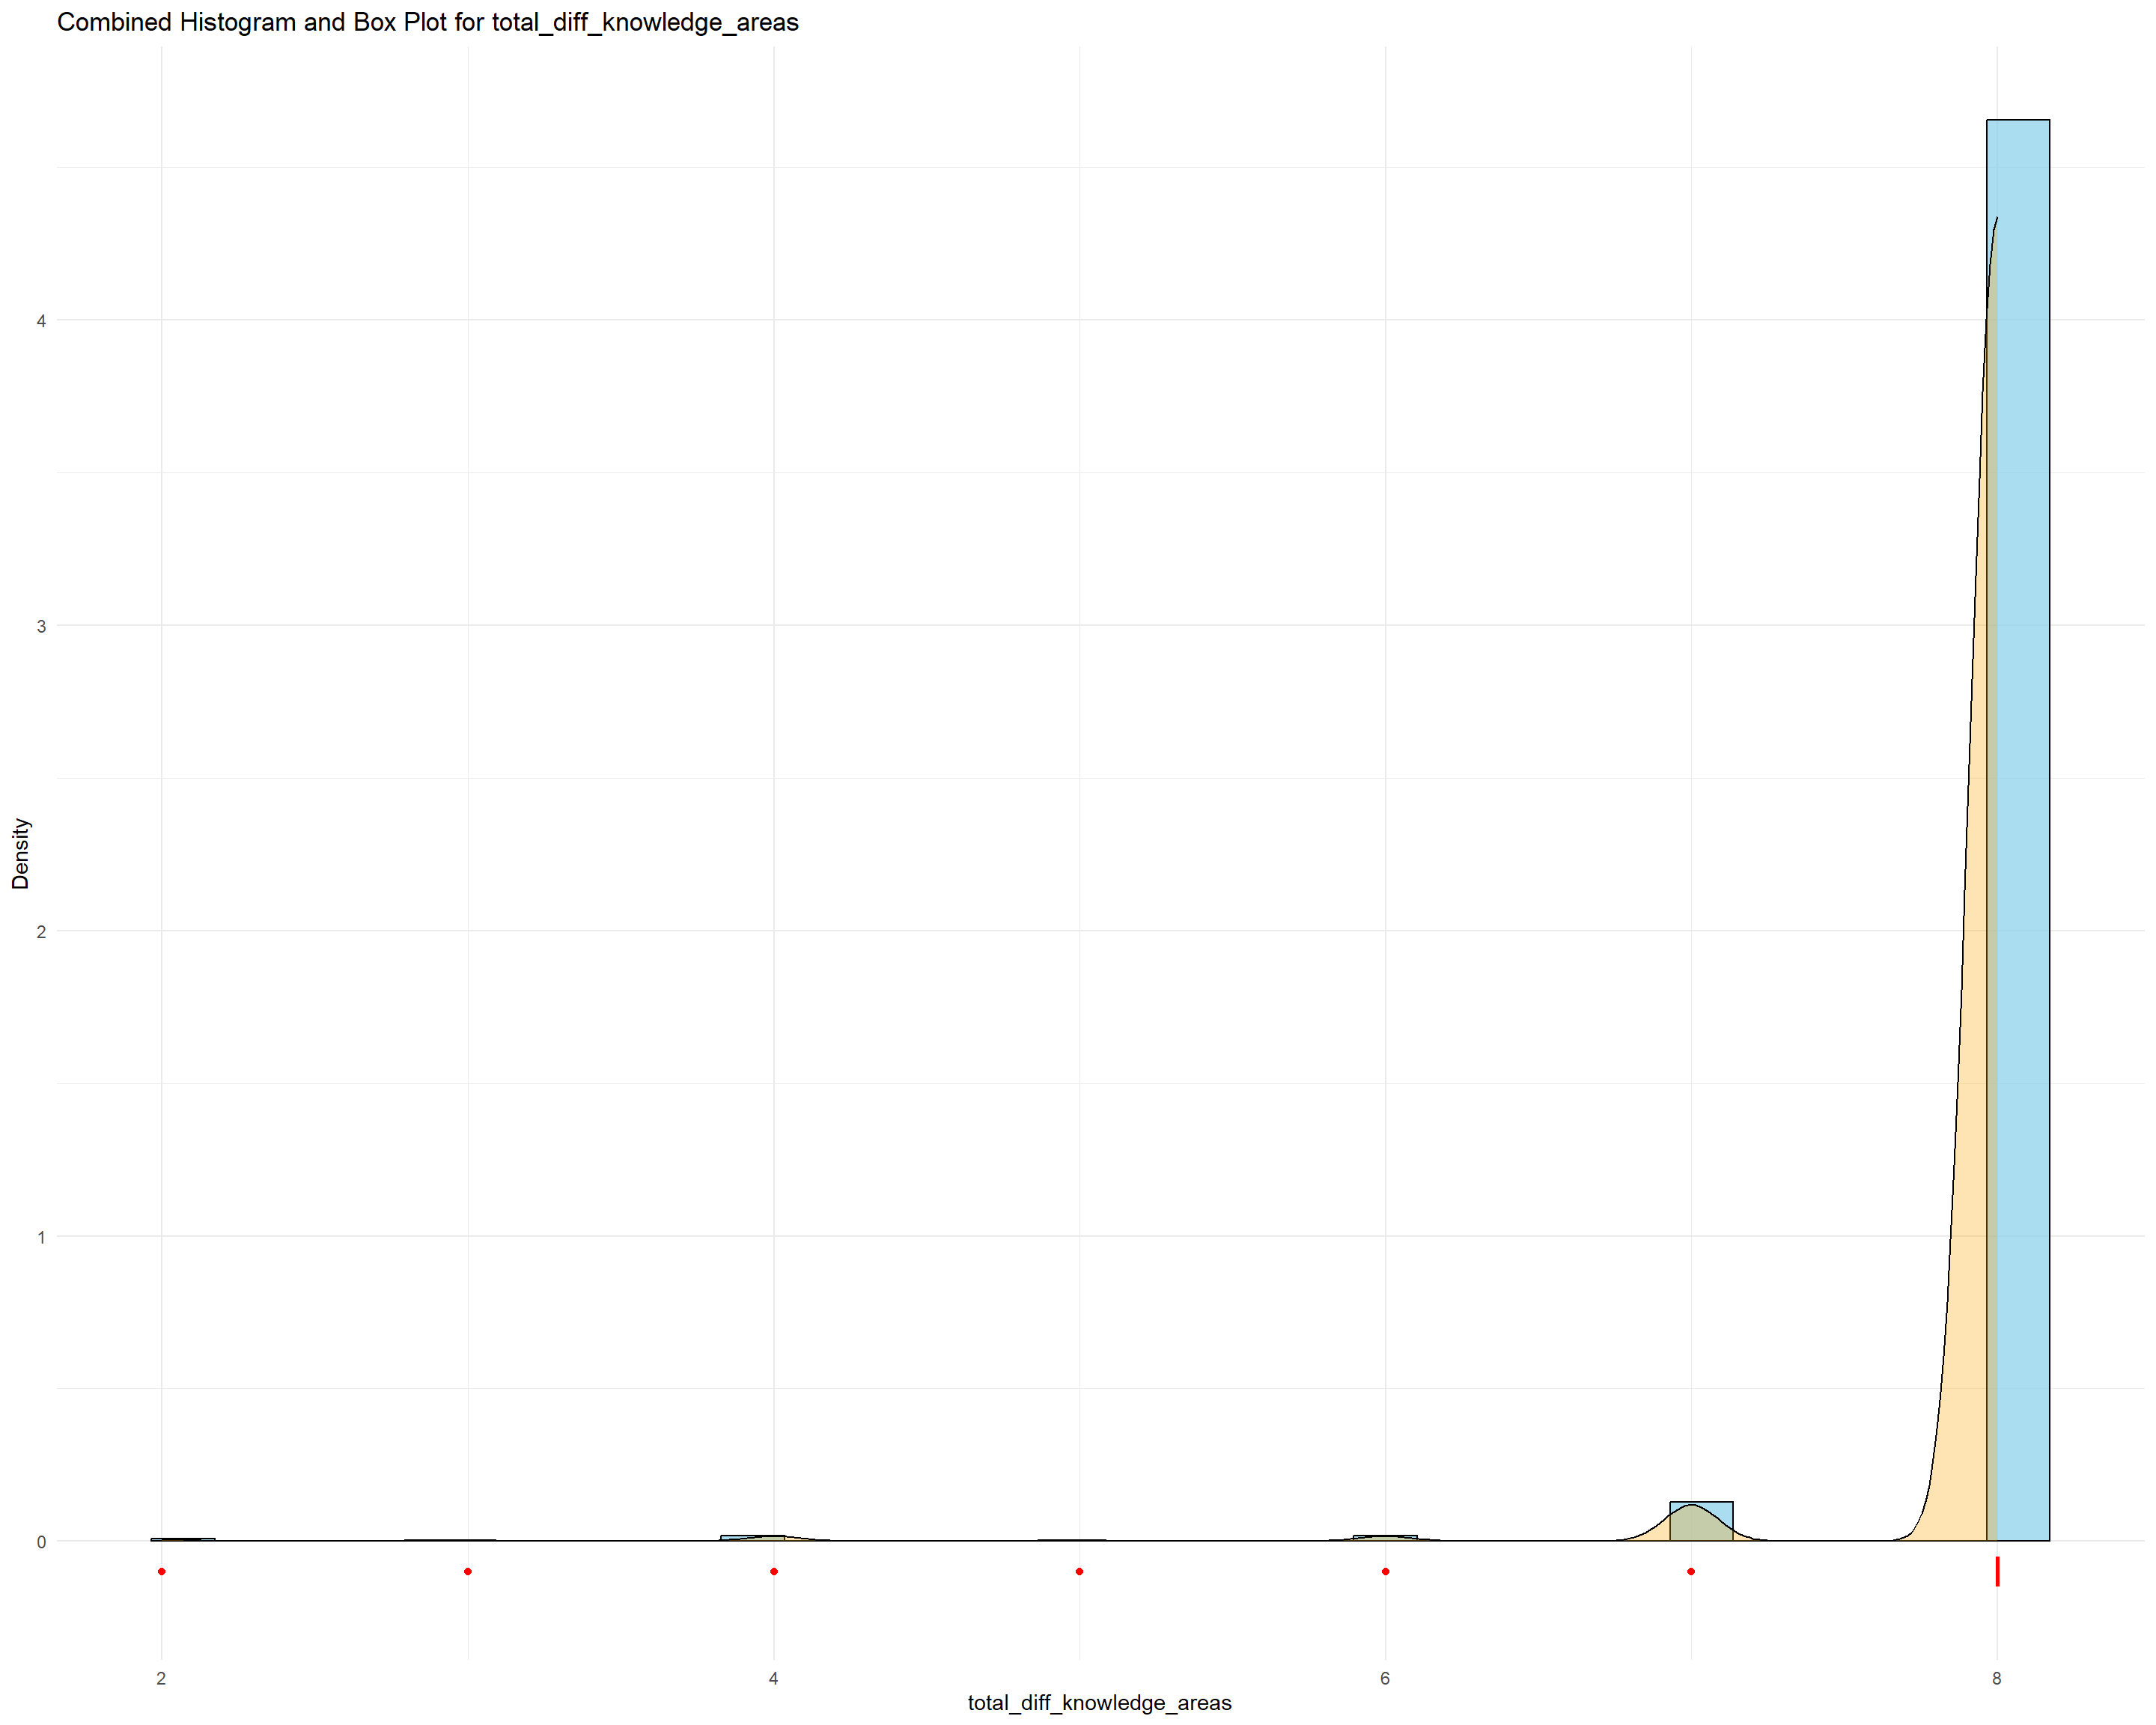 Combined Histogram and Box Plot for total_diff_knowledge_areas
4
3
2
1
0
Density
2 4 6 8
total_diff_knowledge_areas